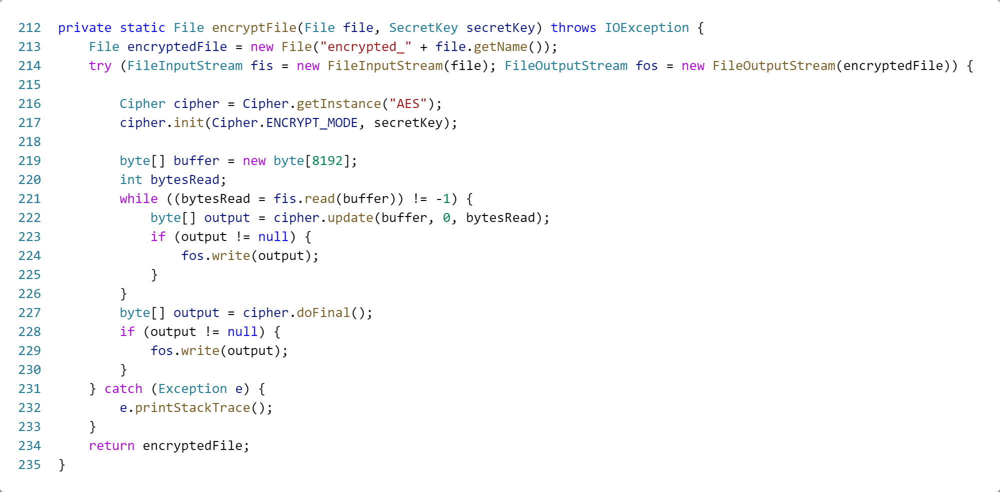 212 private static File encryptFile(File file, SecretKey secretKey) throws IOException {
213     File encryptedFile = new File("encrypted_" + file.getName());
214     try (FileInputStream fis = new FileInputStream(file); FileOutputStream fos = new FileOutputStream(encryptedFile)) {
215
216         Cipher cipher = Cipher.getInstance("AES");
217         cipher.init(Cipher.ENCRYPT_MODE, secretKey);
218
219         byte[] buffer = new byte[8192];
220         int bytesRead;
221         while ((bytesRead = fis.read(buffer)) != -1) {
222             byte[] output = cipher.update(buffer, 0, bytesRead);
223             if (output != null) {
224                 fos.write(output);
225             }
226         }
227         byte[] output = cipher.doFinal();
228         if (output != null) {
229             fos.write(output);
230         }
231     } catch (Exception e) {
232         e.printStackTrace();
233     }
234     return encryptedFile;
235 }